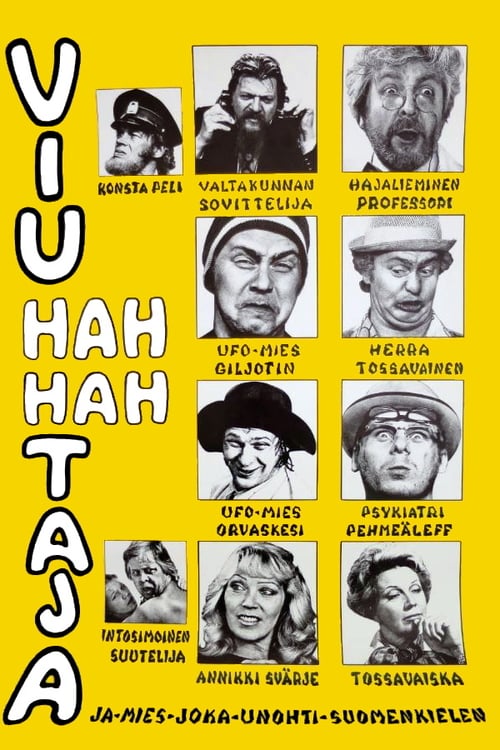 VIU
HAH
HAH
TAJA
KONSTA PELI
VALTAKUNNAN
SOVITTELIJA
HAJALIEMINEN
PROFESSORI
UFO-MIES
GILJOTIN
HERRA
TOSSAVAINEN
UFO-MIES
ORVASKESI
PSYKIATRI
PEHMEÄLEFF
INTOSIMOINEN
SUUTELIJA
ANNIKKI SVÄRJE
TOSSAVAISKA
JA-MIES-JOKA-UNOHTI-SUOMENKIELEN